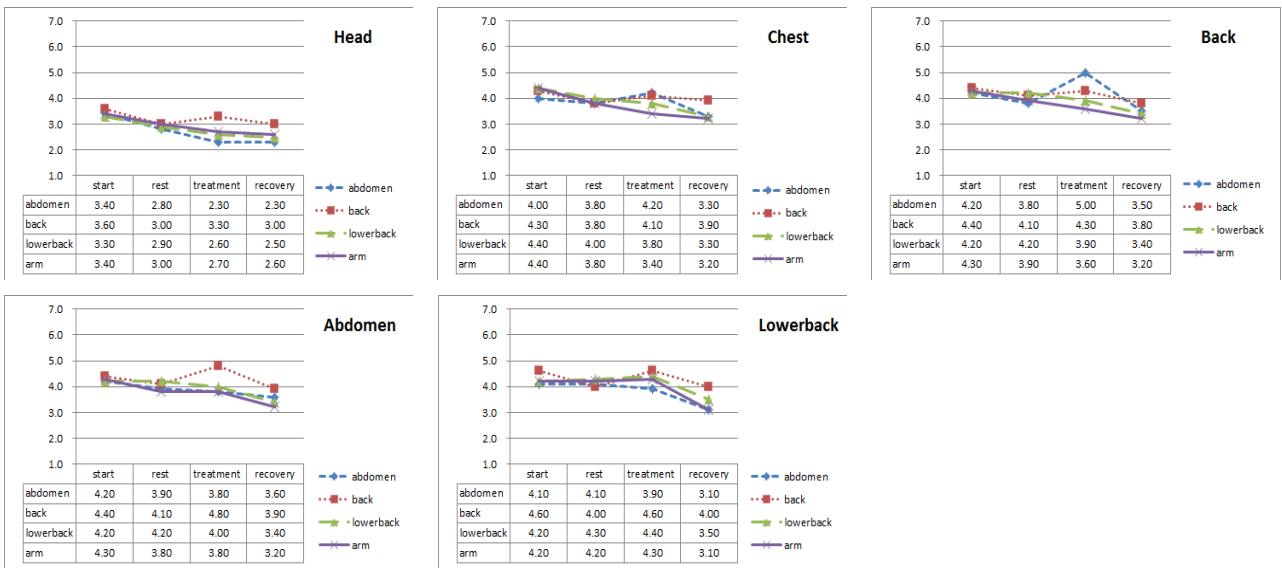 Head
7.0
6.0
5.0
4.0
3.0
2.0
1.0
start rest treatment recovery
abdomen 3.40 2.80 2.30 2.30
back 3.60 3.00 3.30 3.00
lowerback 3.30 2.90 2.60 2.50
arm 3.40 3.00 2.70 2.60
abdomen
back
lowerback
arm
Chest
7.0
6.0
5.0
4.0
3.0
2.0
1.0
start rest treatment recovery
abdomen 4.00 3.80 4.20 3.30
back 4.30 3.80 4.10 3.90
lowerback 4.40 4.00 3.80 3.30
arm 4.40 3.80 3.40 3.20
abdomen
back
lowerback
arm
Back
7.0
6.0
5.0
4.0
3.0
2.0
1.0
start rest treatment recovery
abdomen 4.20 3.80 5.00 3.50
back 4.40 4.10 4.30 3.80
lowerback 4.20 4.20 3.90 3.40
arm 4.30 3.90 3.60 3.20
abdomen
back
lowerback
arm
Abdomen
7.0
6.0
5.0
4.0
3.0
2.0
1.0
start rest treatment recovery
abdomen 4.20 3.90 3.80 3.60
back 4.40 4.10 4.80 3.90
lowerback 4.20 4.20 4.00 3.40
arm 4.30 3.80 3.80 3.20
abdomen
back
lowerback
arm
Lowerback
7.0
6.0
5.0
4.0
3.0
2.0
1.0
start rest treatment recovery
abdomen 4.10 4.10 3.90 3.10
back 4.60 4.00 4.60 4.00
lowerback 4.20 4.30 4.40 3.50
arm 4.20 4.20 4.30 3.10
abdomen
back
lowerback
arm